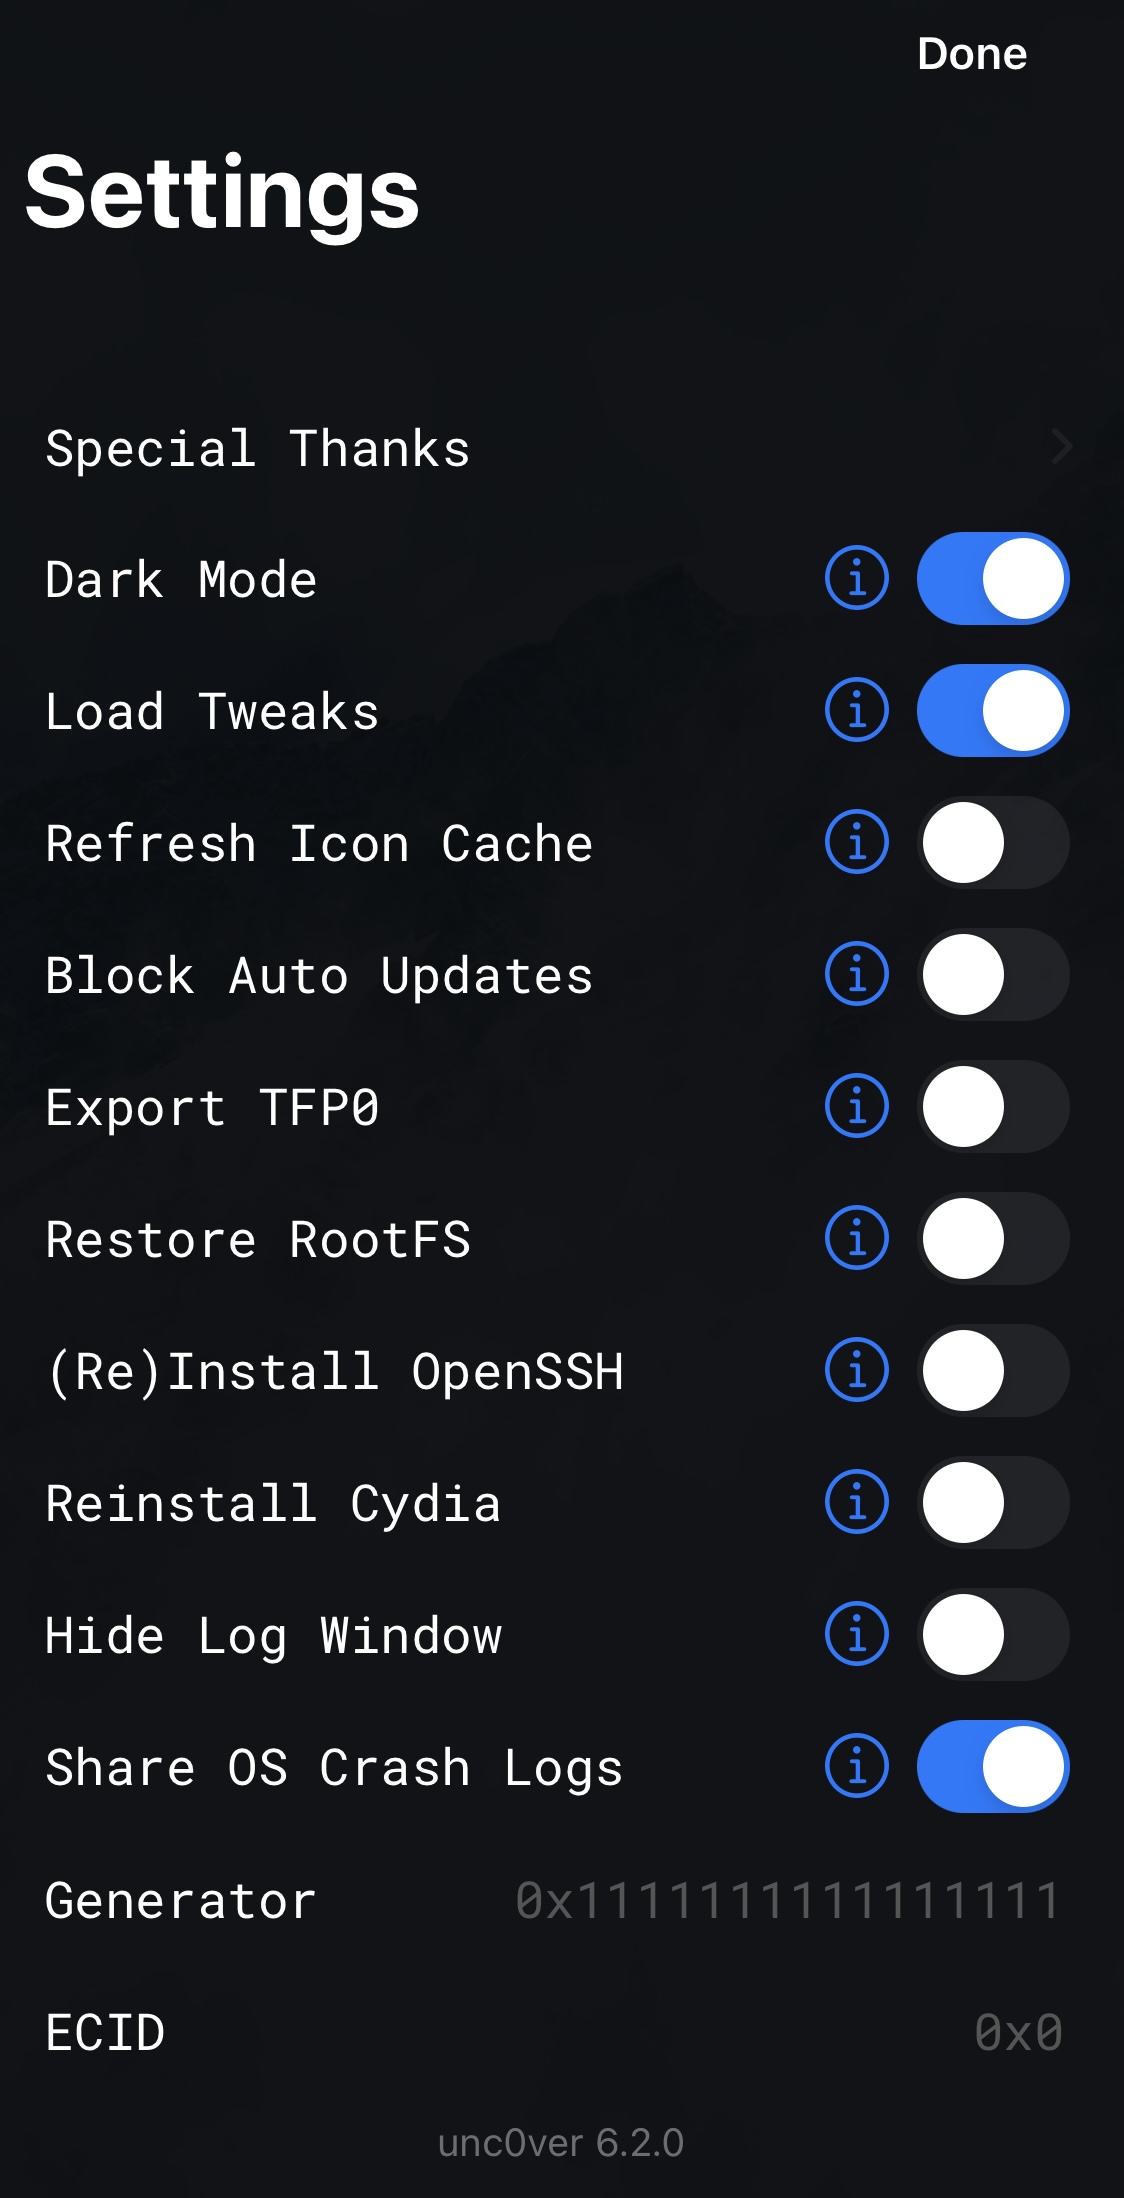 Done
Settings
Special Thanks
Dark Mode
Load Tweaks
Refresh Icon Cache
Block Auto Updates
Export TFP0
Restore RootFS
(Re)Install OpenSSH
Reinstall Cydia
Hide Log Window
Share OS Crash Logs
Generator 0x1111111111111111
ECID 0x0
unc0ver 6.2.0